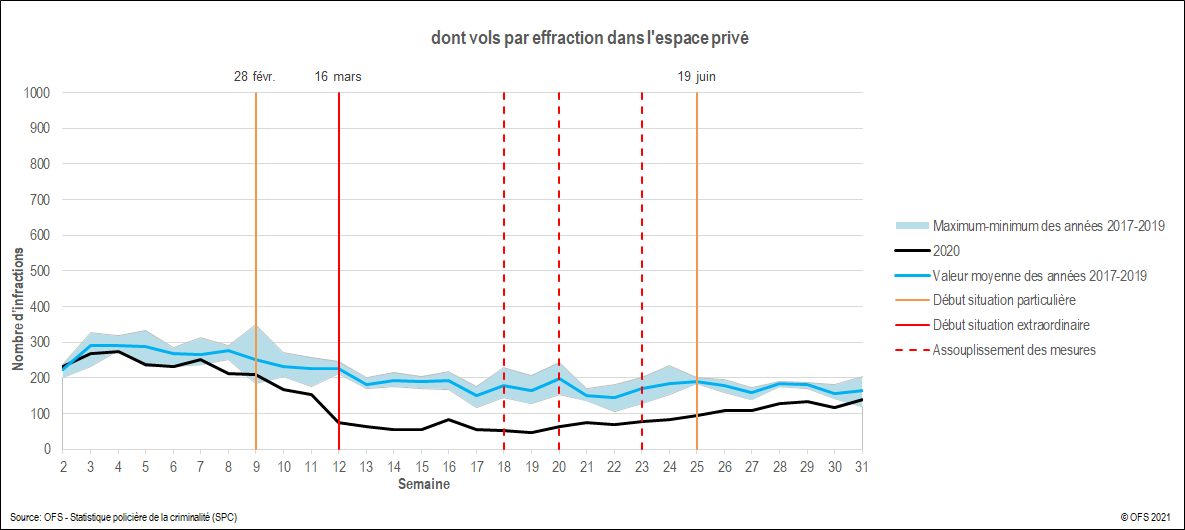 dont vols par effraction dans l'espace privé
28 févr.
16 mars
19 juin
1000
900
800
700
600
500
400
300
200
100
0
Nombre d'infractions
2 3 4 5 6 7 8 9 10 11 12 13 14 15 16 17 18 19 20 21 22 23 24 25 26 27 28 29 30 31
Semaine
Maximum-minimum des années 2017-2019
2020
Valeur moyenne des années 2017-2019
Début situation particulière
Début situation extraordinaire
Assouplissement des mesures
Source: OFS - Statistique policière de la criminalité (SPC)
© OFS 2021